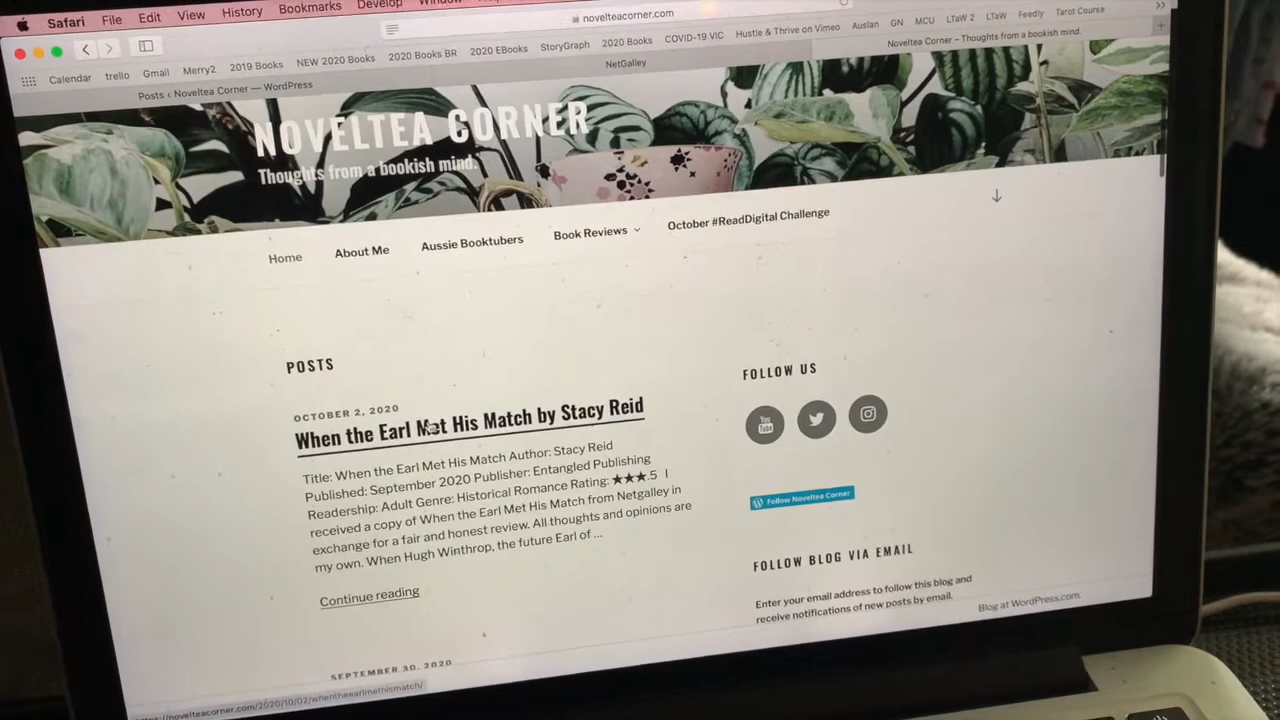 Safari File Edit View History Bookmarks Develop Window
novelteacorner.com
Calendar trello Gmail Merry2 2019 Books NEW 2020 Books 2020 Books BR 2020 EBooks StoryGraph 2020 Books COVID-19 VIC Hustle & Thrive on Vimeo Auslan GN MCU LTaW 2 LTaW Feedly Tarot Course
Posts ‹ Noveltea Corner — WordPress
NetGalley
Noveltea Corner – Thoughts from a bookish mind.
NOVELTEA CORNER
Thoughts from a bookish mind.
Home About Me Aussie Booktubers Book Reviews October #ReadDigital Challenge
POSTS
OCTOBER 2, 2020
When the Earl Met His Match by Stacy Reid
Title: When the Earl Met His Match Author: Stacy Reid
Published: September 2020 Publisher: Entangled Publishing
Readership: Adult Genre: Historical Romance Rating: ★★★.5 I
received a copy of When the Earl Met His Match from Netgalley in
exchange for a fair and honest review. All thoughts and opinions are
my own. When Hugh Winthrop, the future Earl of ...
Continue reading
SEPTEMBER 30, 2020
FOLLOW US
You Tube
Follow Noveltea Corner
FOLLOW BLOG VIA EMAIL
Enter your email address to follow this blog and
receive notifications of new posts by email.
Blog at WordPress.com.
novelteacorner.com/2020/10/02/whentheearlmethismatch/